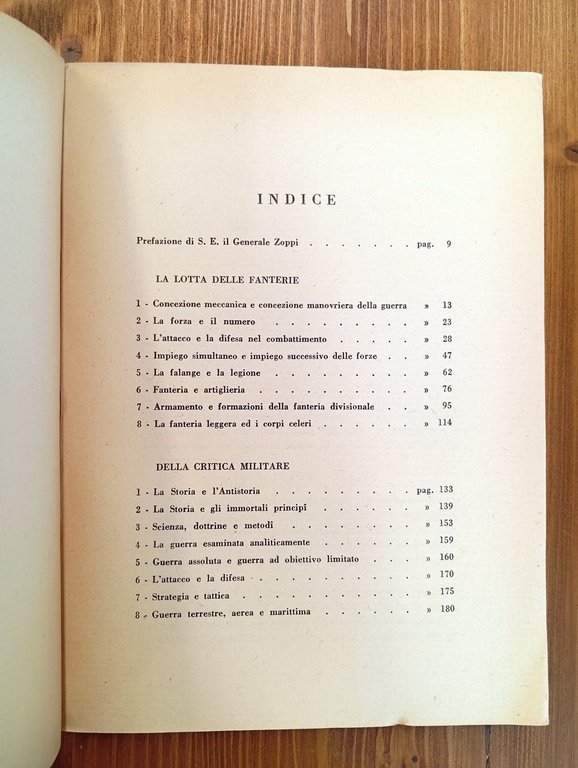 INDICE
Prefazione di S. E. il Generale Zoppi . . . . . . . pag. 9
LA LOTTA DELLE FANTERIE
1 - Concezione meccanica e concezione manovriera della guerra » 13
2 - La forza e il numero . . . . . . . . . » 23
3 - L'attacco e la difesa nel combattimento . . . . . » 28
4 - Impiego simultaneo e impiego successivo delle forze . . » 47
5 - La falange e la legione . . . . . . . . . » 62
6 - Fanteria e artiglieria . . . . . . . . . » 76
7 - Armamento e formazioni della fanteria divisionale . . » 95
8 - La fanteria leggera ed i corpi celeri . . . . . . » 114
DELLA CRITICA MILITARE
1 - La Storia e l'Antistoria . . . . . . . . . pag. 133
2 - La Storia e gli immortali principî . . . . . . » 139
3 - Scienza, dottrine e metodi . . . . . . . » 153
4 - La guerra esaminata analiticamente . . . . . . » 159
5 - Guerra assoluta e guerra ad obiettivo limitato . . . » 160
6 - L'attacco e la difesa . . . . . . . . . » 170
7 - Strategia e tattica . . . . . . . . . . » 175
8 - Guerra terrestre, aerea e marittima . . . . . . » 180